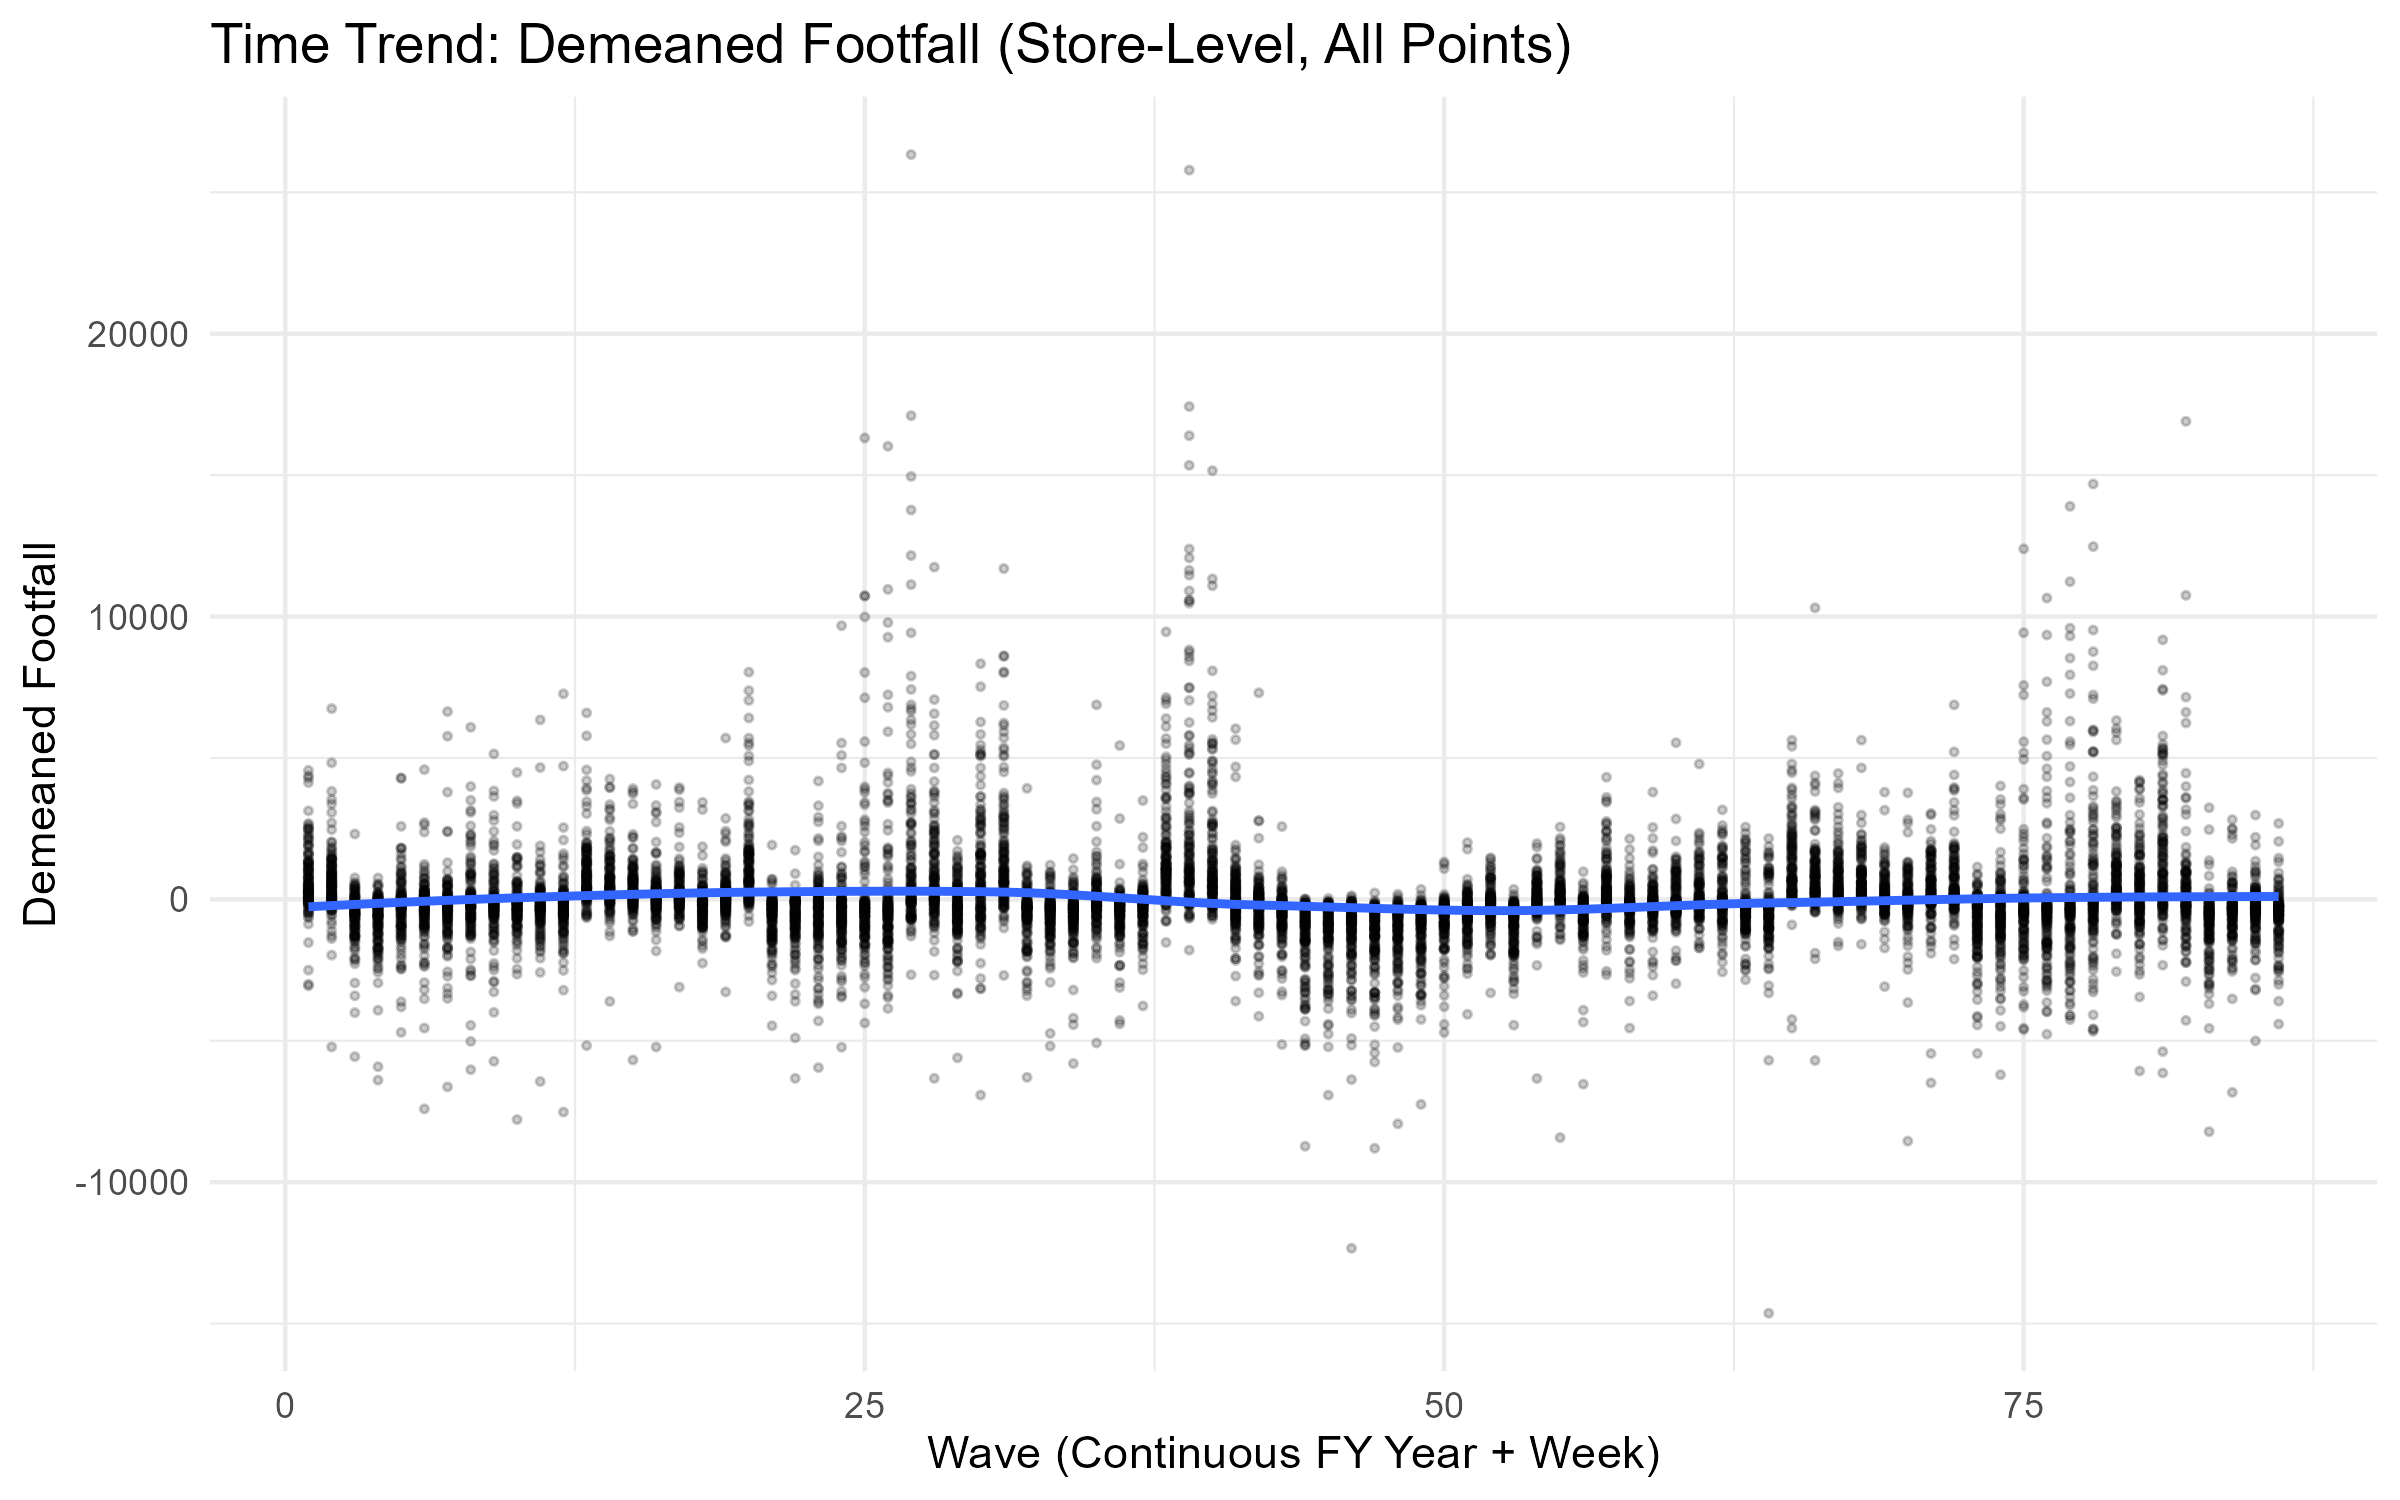 Time Trend: Demeaned Footfall (Store-Level, All Points)
Demeaned Footfall
20000
10000
0
-10000
0
25
50
75
Wave (Continuous FY Year + Week)